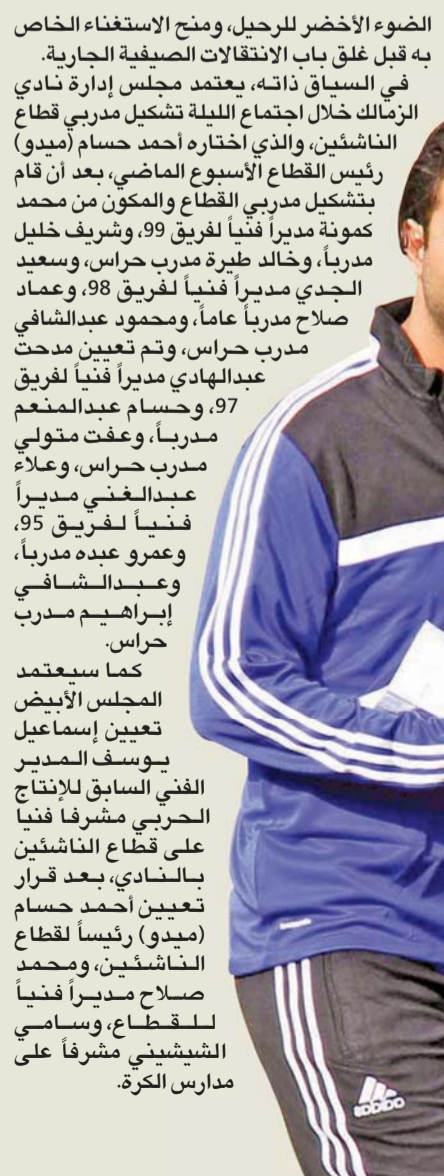 الضوء الأخضر للرحيل، ومنح الاستغناء الخاص
به قبل غلق باب الانتقالات الصيفية الجارية.
في السياق ذاته، يعتمد مجلس إدارة نادي
الزمالك خلال اجتماع الليلة تشكيل مدربي قطاع
الناشئين، والذي اختاره أحمد حسام (ميدو)
رئيس القطاع الأسبوع الماضي، بعد أن قام
بتشكيل مدربي القطاع والمكون من محمد
كمونة مديراً فنياً لفريق 99، وشريف خليل
مدرباً، وخالد طيرة مدرب حراس، وسعيد
الجدي مديراً فنياً لفريق 98، وعماد
صلاح مدرباً عاماً، ومحمود عبدالشافي
مدرب حراس، وتم تعيين مدحت
عبدالهادي مديراً فنياً لفريق
97، وحسام عبدالمنعم
مدرباً، وعفت متولي
مدرب حراس، وعلاء
عبدالغني مديراً
فنياً لفريق 95،
وعمرو عبده مدرباً،
وعبدالشافي
إبراهيم مدرب
حراس.
كما سيعتمد
المجلس الأبيض
تعيين إسماعيل
يوسف المدير
الفني السابق للإنتاج
الحربي مشرفا فنيا
على قطاع الناشئين
بالنادي، بعد قرار
تعيين أحمد حسام
(ميدو) رئيساً لقطاع
الناشئين، ومحمد
صلاح مديراً فنياً
للقطاع، وسامي
الشيشيني مشرفاً على
مدارس الكرة.
adidas